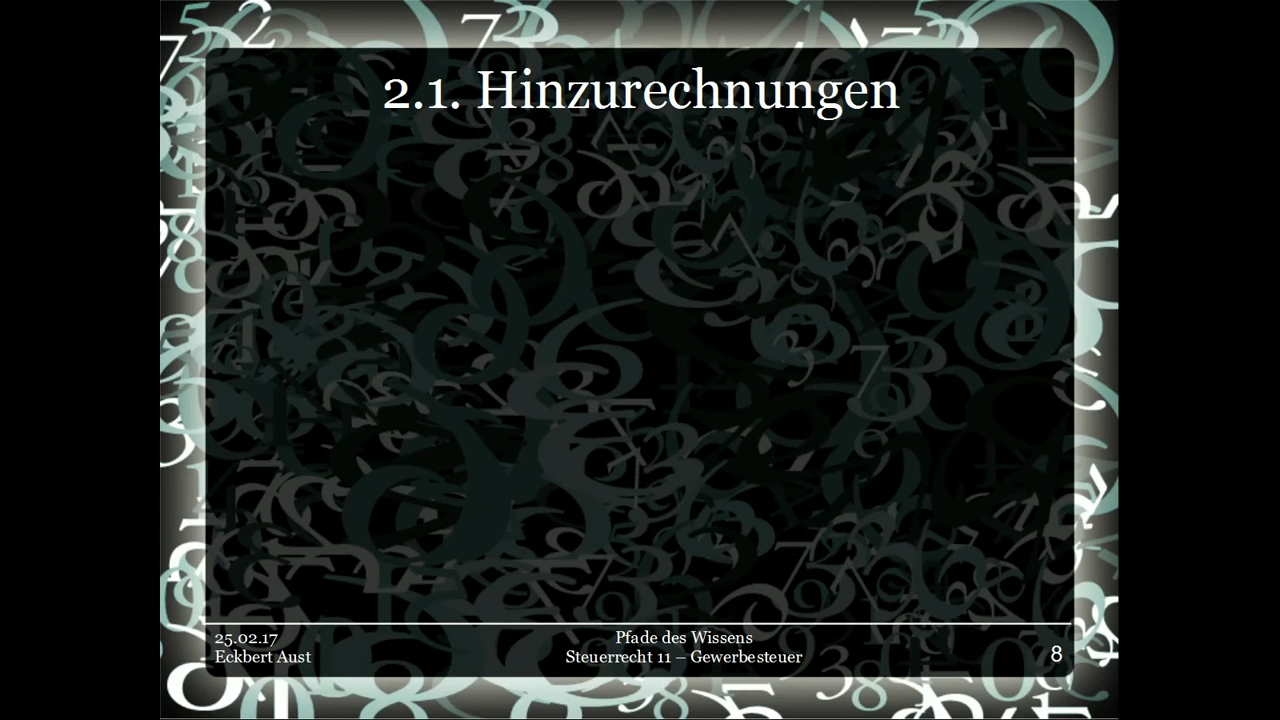 2.1. Hinzurechnungen
25.02.17
Eckbert Aust
Pfade des Wissens
Steuerrecht 11 – Gewerbesteuer
8